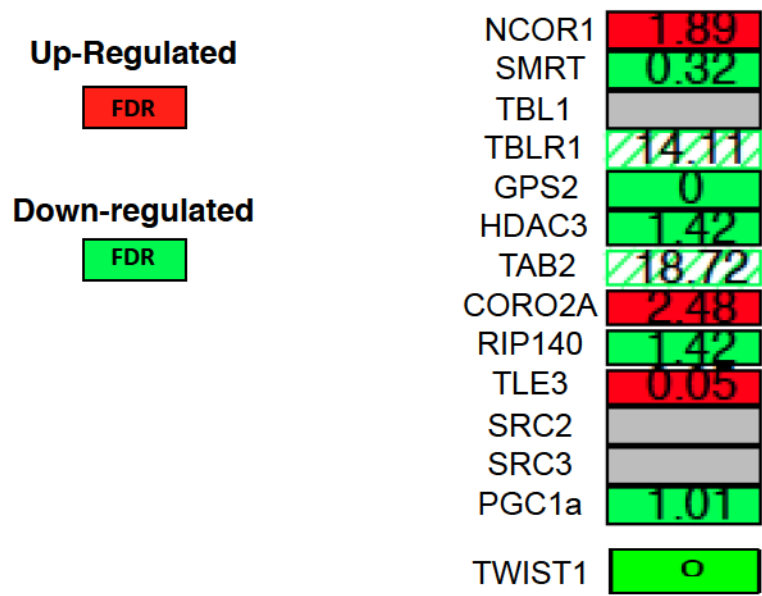 Up-Regulated
FDR
Down-regulated
FDR
NCOR1 1.89
SMRT 0.32
TBL1
TBLR1 14.11
GPS2 0
HDAC3 1.42
TAB2 18.72
CORO2A 2.48
RIP140 1.42
TLE3 0.05
SRC2
SRC3
PGC1a 1.01
TWIST1 0